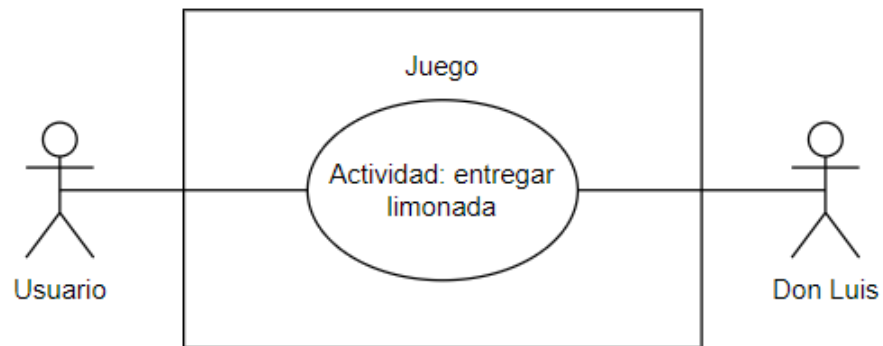 Juego
Actividad: entregar
limonada
Usuario
Don Luis